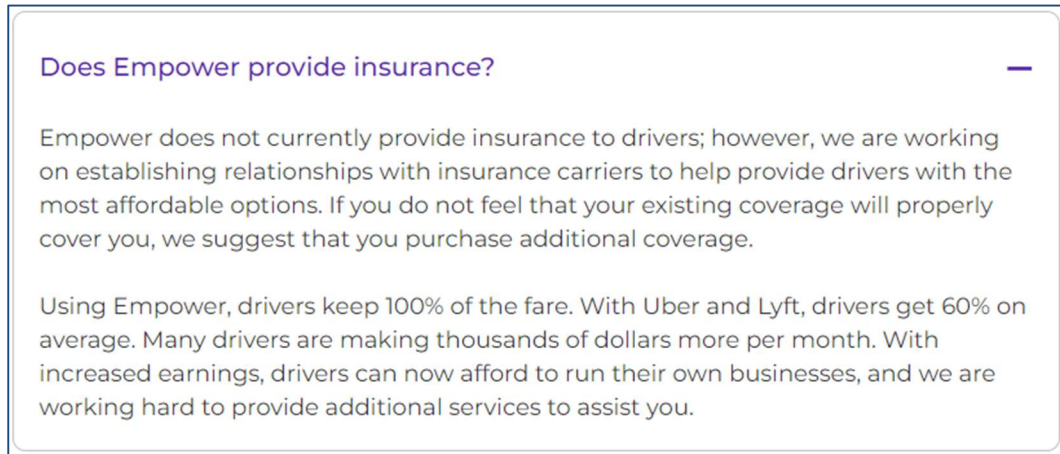 Does Empower provide insurance?
Empower does not currently provide insurance to drivers; however, we are working
on establishing relationships with insurance carriers to help provide drivers with the
most affordable options. If you do not feel that your existing coverage will properly
cover you, we suggest that you purchase additional coverage.
Using Empower, drivers keep 100% of the fare. With Uber and Lyft, drivers get 60% on
average. Many drivers are making thousands of dollars more per month. With
increased earnings, drivers can now afford to run their own businesses, and we are
working hard to provide additional services to assist you.